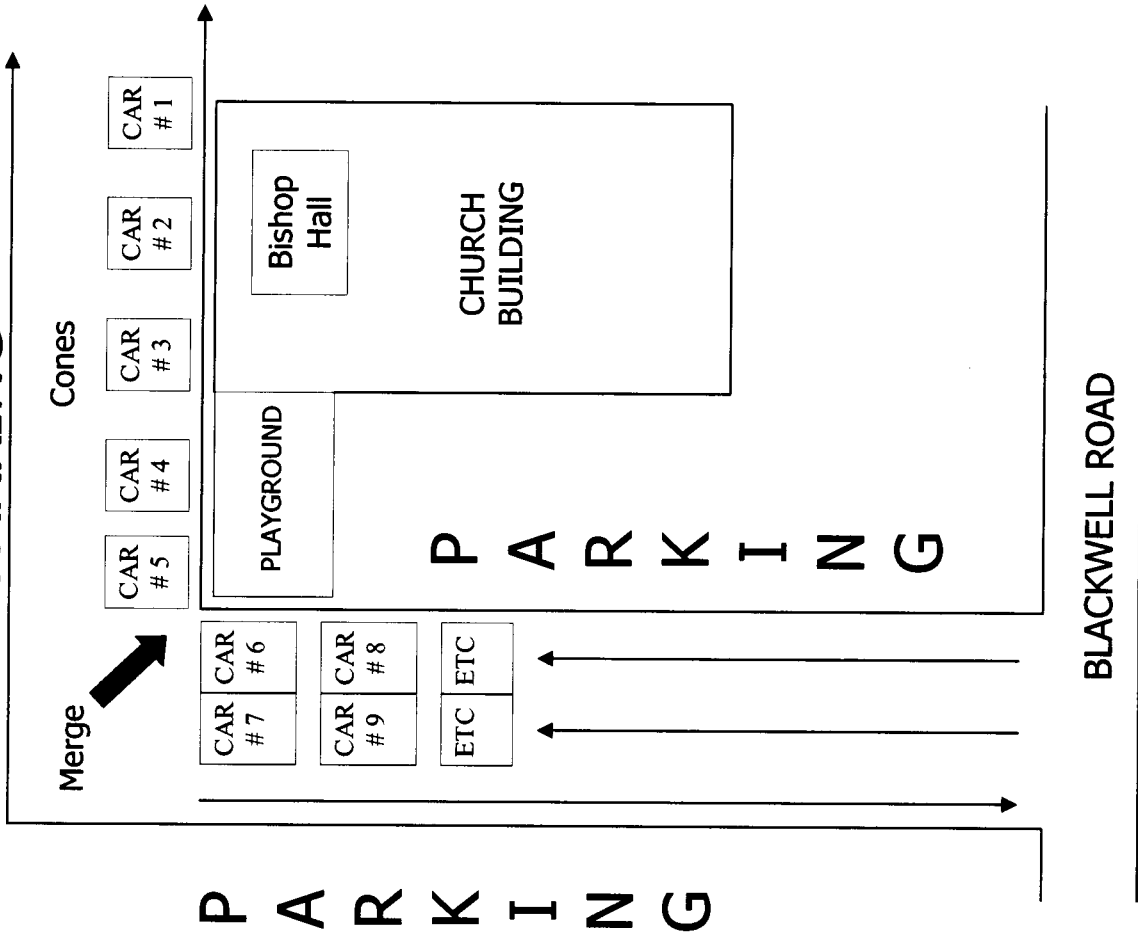 Cones
Merge
CAR
#5
CAR
#4
CAR
#3
CAR
#2
CAR
#1
CAR
#7
CAR
#6
PLAYGROUND
Bishop
Hall
CAR
#9
CAR
#8
ETC
ETC
CHURCH
BUILDING
P
A
R
K
I
N
G
P
A
R
K
I
N
G
BLACKWELL ROAD